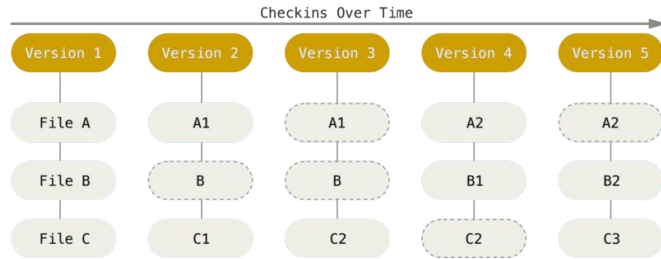 Checkins Over Time
Version 1 Version 2 Version 3 Version 4 Version 5
File A A1 A1 A2 A2
File B B B B1 B2
File C C1 C2 C2 C3